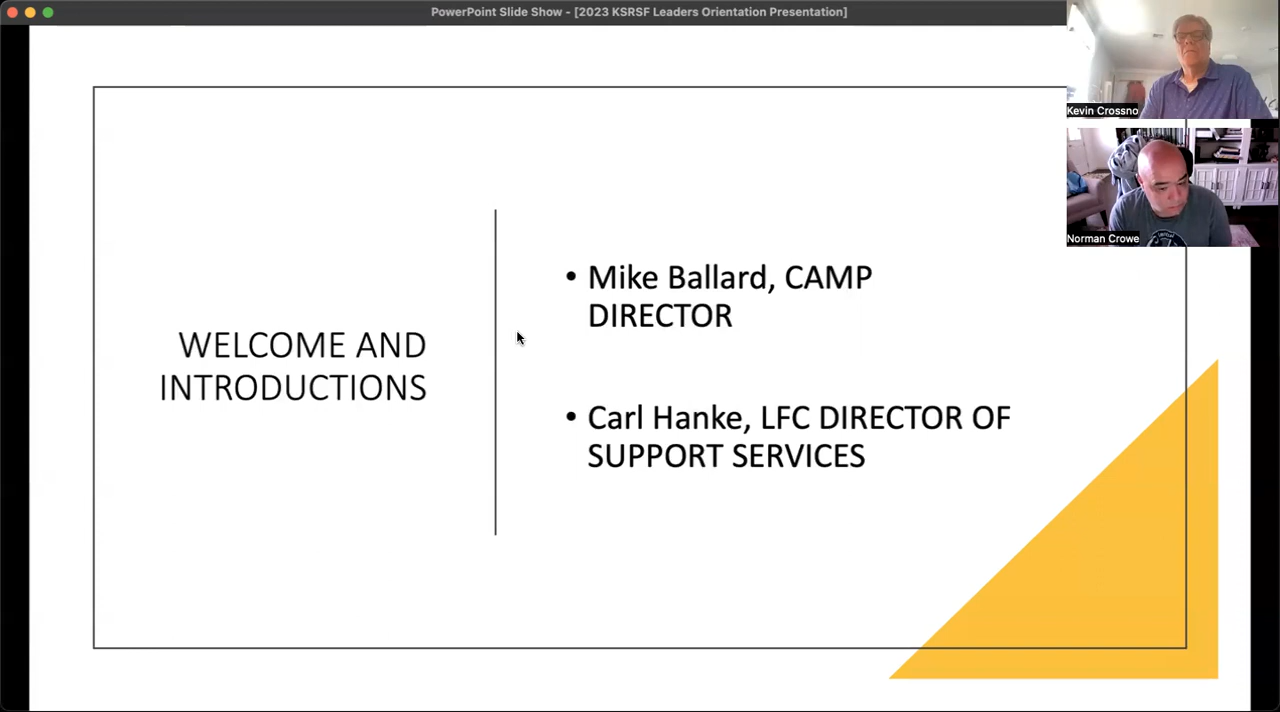 PowerPoint Slide Show - [2023 KSRSF Leaders Orientation Presentation]
Kevin Crossno
Norman Crowe
WELCOME AND
INTRODUCTIONS
• Mike Ballard, CAMP
DIRECTOR
• Carl Hanke, LFC DIRECTOR OF
SUPPORT SERVICES